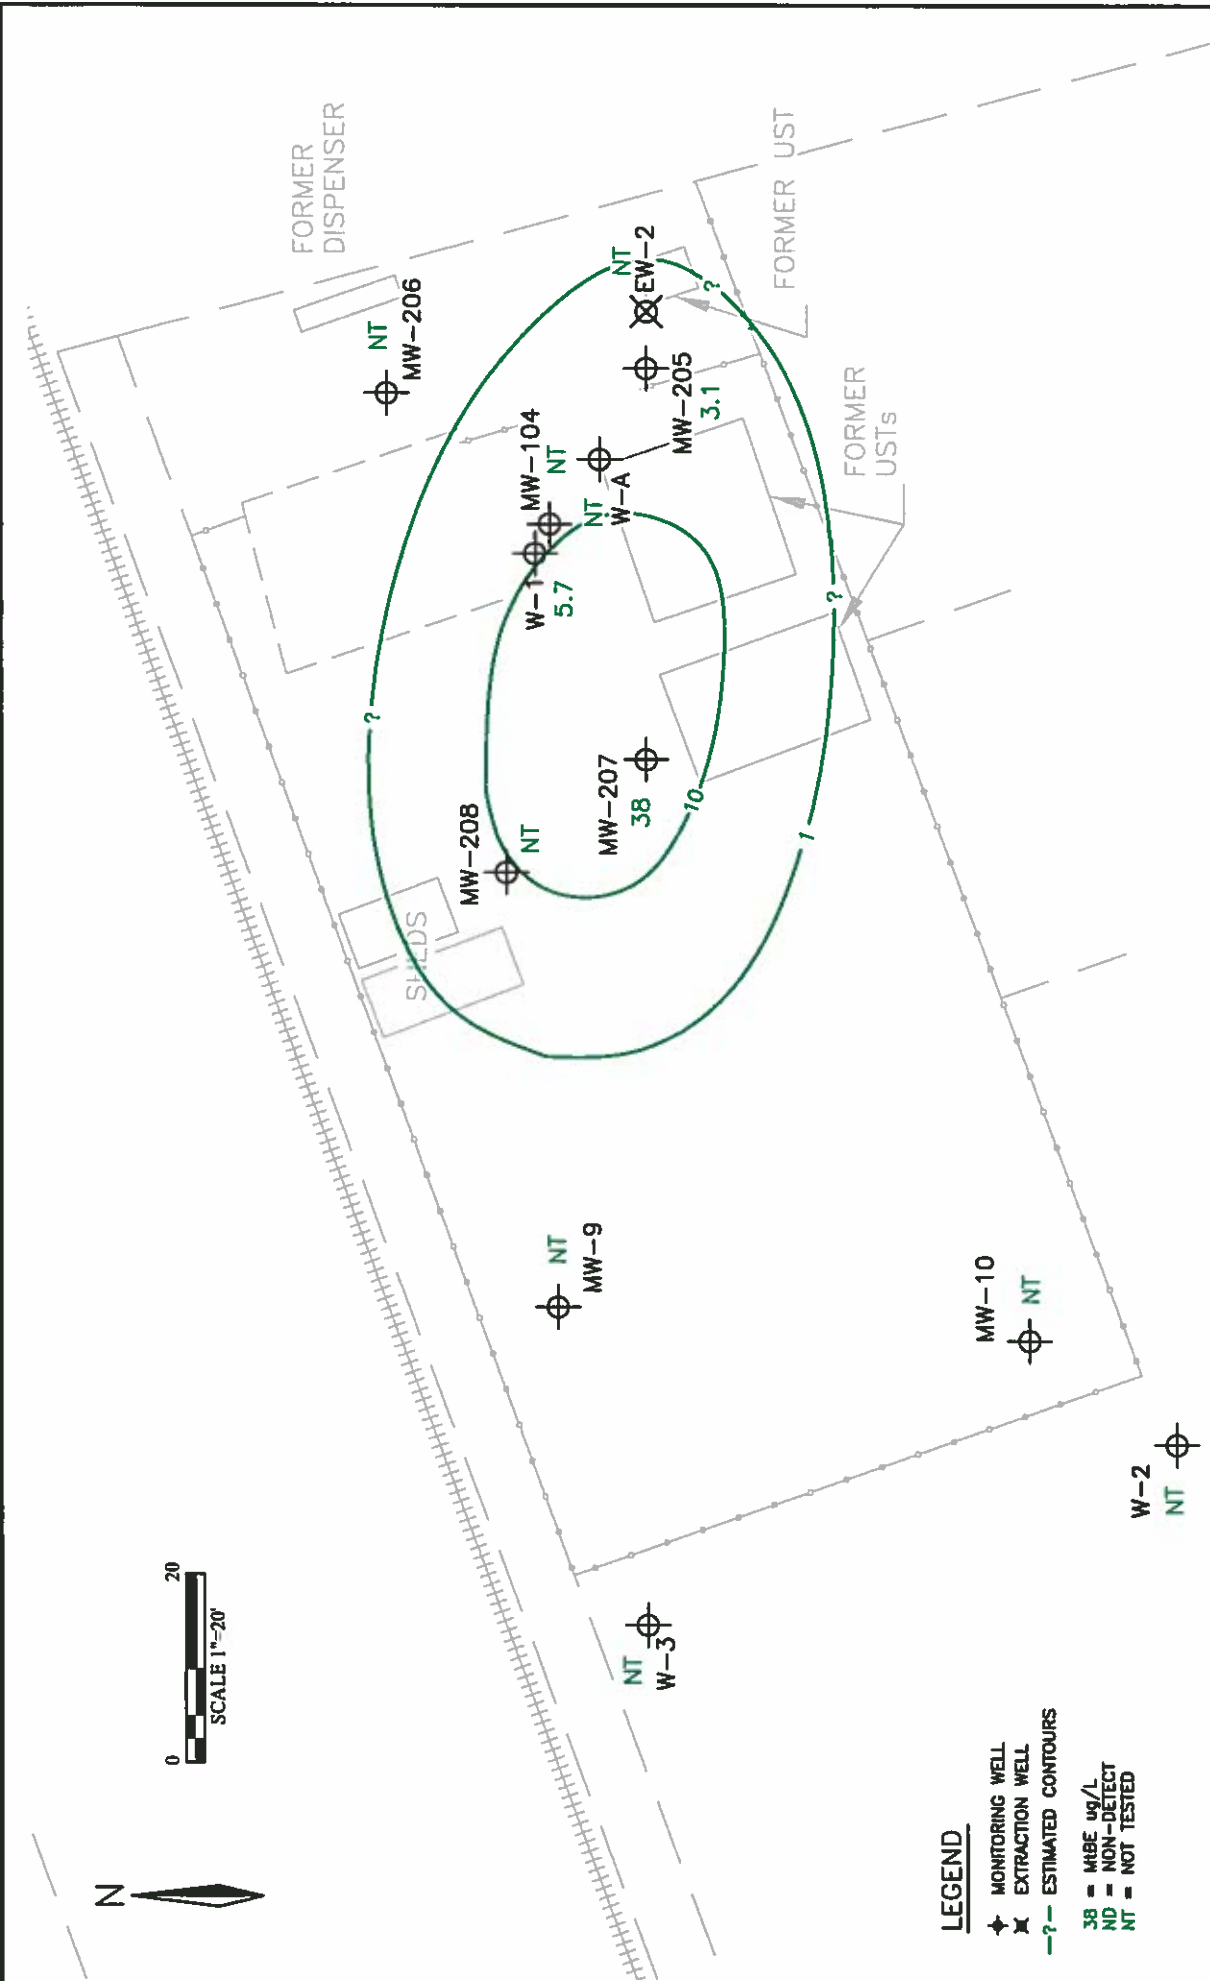 N
0 20
SCALE 1"=20'
FORMER
DISPENSER
NT
MW-206
MW-104
NT
W-1
5.7
NT
W-A
NT
EW-2
MW-205
3.1
FORMER UST
FORMER
USTs
?
?
?
10
1
MW-207
38
MW-208
NT
SHEDS
NT
MW-9
MW-10
NT
W-2
NT
NT
W-3
LEGEND
MONITORING WELL
EXTRACTION WELL
—?— ESTIMATED CONTOURS
38 = MtBE ug/L
ND = NON-DETECT
NT = NOT TESTED